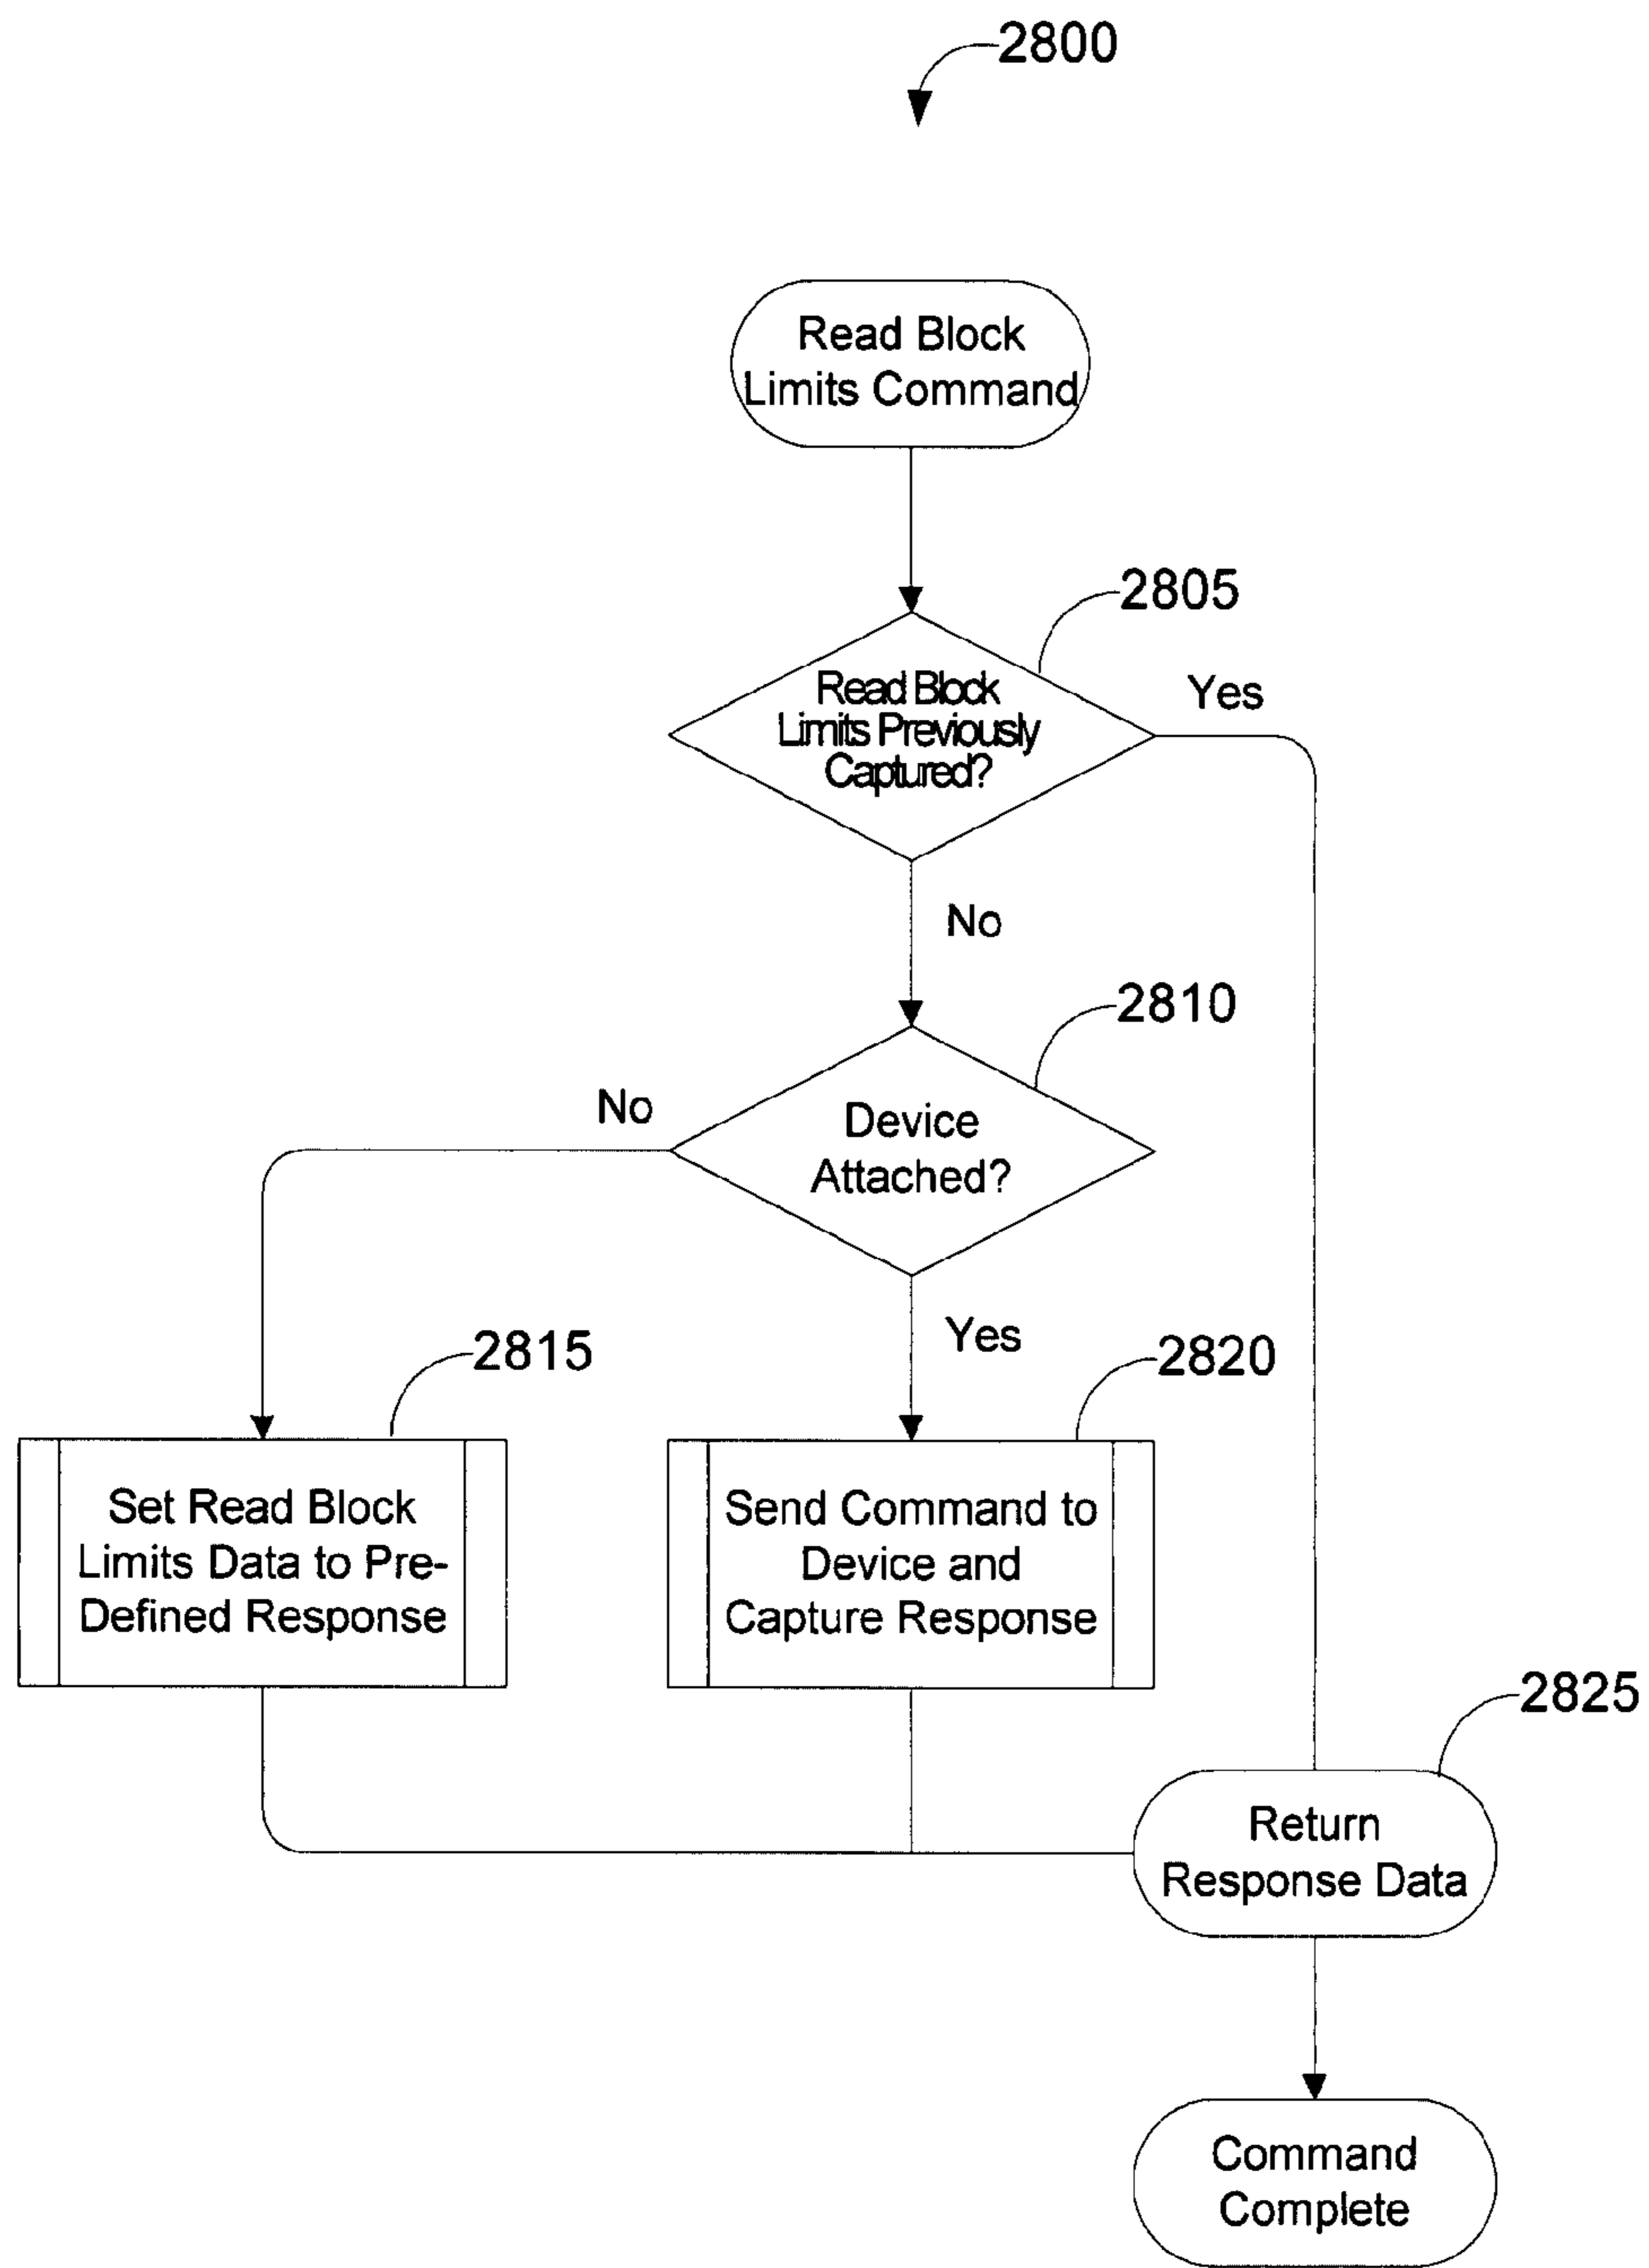 2800
Read Block
Limits Command
2805
Read Block
Limits Previously
Captured?
Yes
No
2810
Device
Attached?
No
Yes
2815
2820
Set Read Block
Limits Data to Pre-
Defined Response
Send Command to
Device and
Capture Response
2825
Return
Response Data
Command
Complete